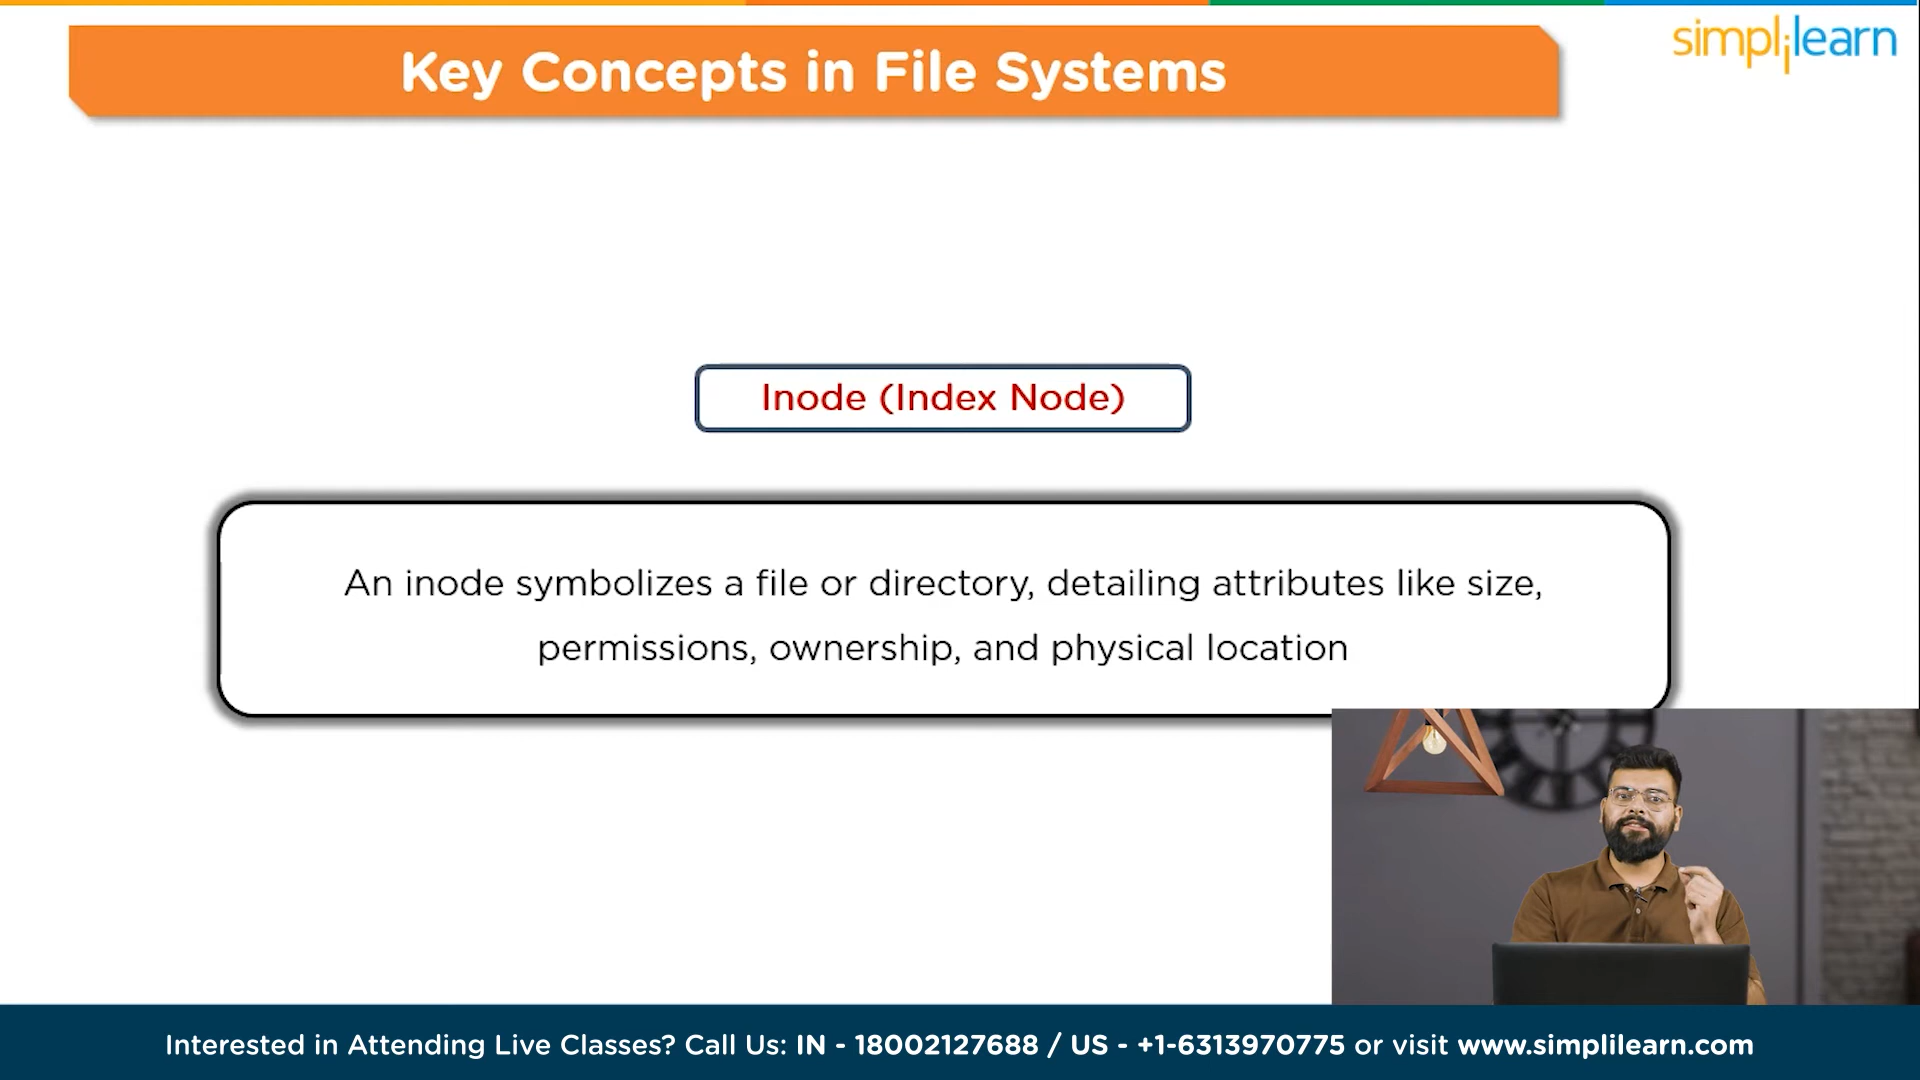 Key Concepts in File Systems
simplilearn
Inode (Index Node)
An inode symbolizes a file or directory, detailing attributes like size,
permissions, ownership, and physical location
Interested in Attending Live Classes? Call Us: IN - 18002127688 / US - +1-6313970775 or visit www.simplilearn.com